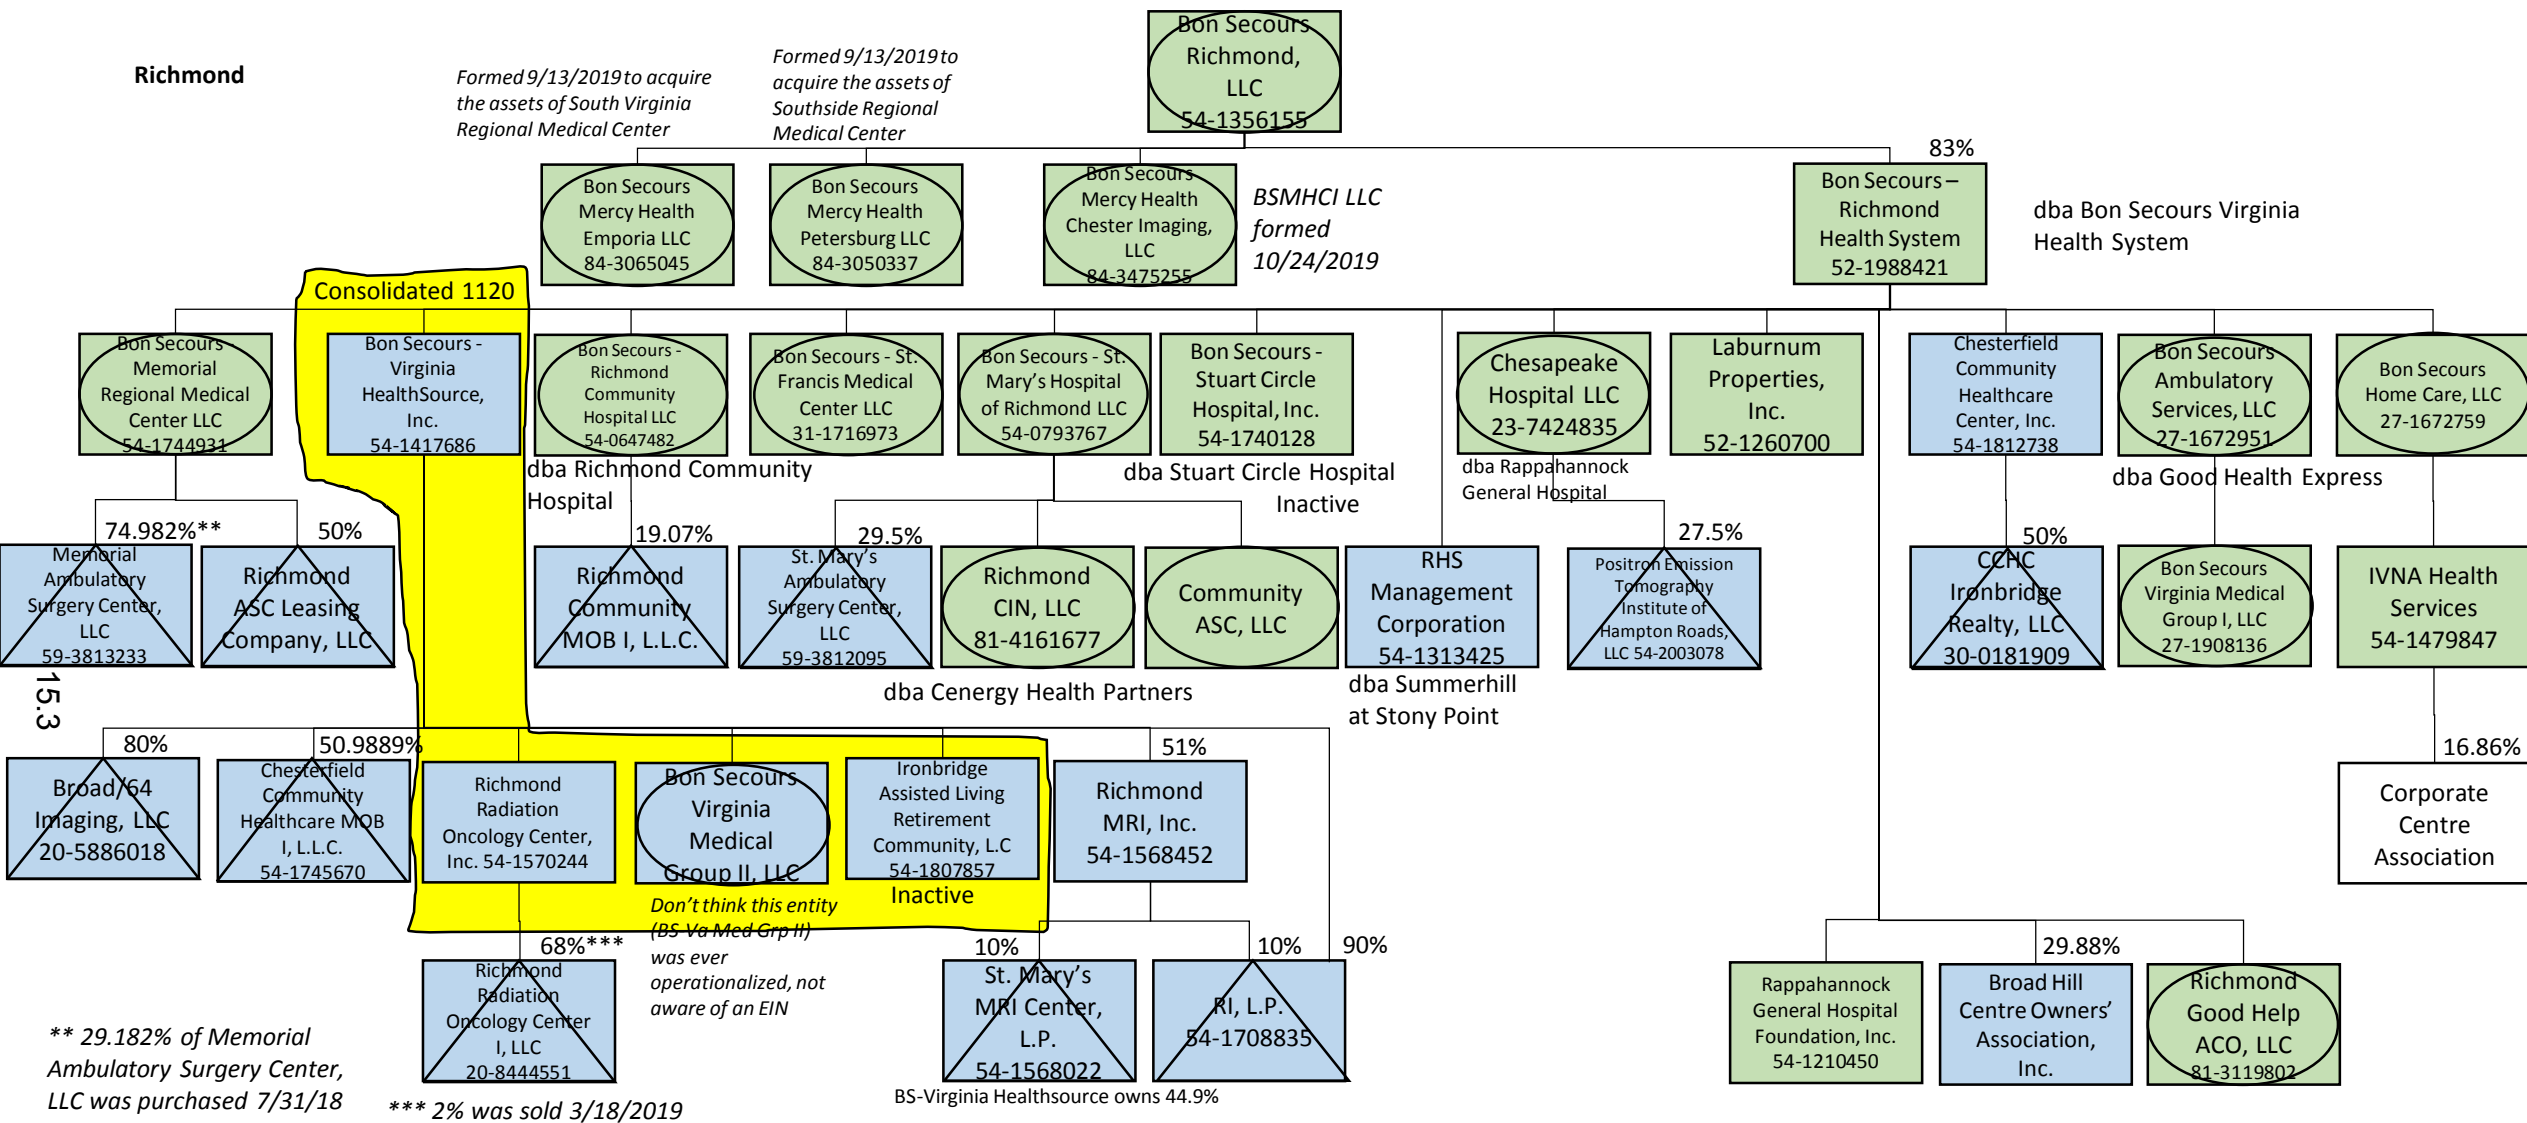 Richmond
Formed 9/13/2019 to acquire
the assets of South Virginia
Regional Medical Center
Formed 9/13/2019 to
acquire the assets of
Southside Regional
Medical Center
Bon Secours
Richmond,
LLC
54-1356155
83%
Bon Secours
Mercy Health
Emporia LLC
84-3065045
Bon Secours
Mercy Health
Petersburg LLC
84-3050337
Bon Secours
Mercy Health
Chester Imaging,
LLC
84-3475255
BSMHCI LLC
formed
10/24/2019
Bon Secours –
Richmond
Health System
52-1988421
dba Bon Secours Virginia
Health System
Consolidated 1120
Bon Secours -
Memorial
Regional Medical
Center LLC
54-1744931
Bon Secours -
Virginia
HealthSource,
Inc.
54-1417686
Bon Secours -
Richmond
Community
Hospital LLC
54-0647482
dba Richmond Community
Hospital
Bon Secours - St.
Francis Medical
Center LLC
31-1716973
Bon Secours - St.
Mary's Hospital
of Richmond LLC
54-0793767
Bon Secours -
Stuart Circle
Hospital, Inc.
54-1740128
dba Stuart Circle Hospital
Inactive
Chesapeake
Hospital LLC
23-7424835
dba Rappahannock
General Hospital
Laburnum
Properties,
Inc.
52-1260700
Chesterfield
Community
Healthcare
Center, Inc.
54-1812738
Bon Secours
Ambulatory
Services, LLC
27-1672951
dba Good Health Express
Bon Secours
Home Care, LLC
27-1672759
74.982%**
Memorial
Ambulatory
Surgery Center,
LLC
59-3813233
50%
Richmond
ASC Leasing
Company, LLC
19.07%
Richmond
Community
MOB I, L.L.C.
29.5%
St. Mary's
Ambulatory
Surgery Center,
LLC
59-3812095
Richmond
CIN, LLC
81-4161677
dba Cenergy Health Partners
Community
ASC, LLC
RHS
Management
Corporation
54-1313425
dba Summerhill
at Stony Point
27.5%
Positron Emission
Tomography
Institute of
Hampton Roads,
LLC 54-2003078
50%
CCHC
Ironbridge
Realty, LLC
30-0181909
Bon Secours
Virginia Medical
Group I, LLC
27-1908136
IVNA Health
Services
54-1479847
15.3
80%
Broad/64
Imaging, LLC
20-5886018
50.9889%
Chesterfield
Community
Healthcare MOB
I, L.L.C.
54-1745670
Richmond
Radiation
Oncology Center,
Inc. 54-1570244
Bon Secours
Virginia
Medical
Group II, LLC
Don't think this entity
(BS Va Med Grp II)
was ever
operationalized, not
aware of an EIN
Ironbridge
Assisted Living
Retirement
Community, L.C
54-1807857
Inactive
51%
Richmond
MRI, Inc.
54-1568452
16.86%
Corporate
Centre
Association
68%***
Richmond
Radiation
Oncology Center
I, LLC
20-8444551
10%
St. Mary's
MRI Center,
L.P.
54-1568022
BS-Virginia Healthsource owns 44.9%
10%
90%
RI, L.P.
54-1708835
Rappahannock
General Hospital
Foundation, Inc.
54-1210450
29.88%
Broad Hill
Centre Owners'
Association,
Inc.
Richmond
Good Help
ACO, LLC
81-3119802
** 29.182% of Memorial
Ambulatory Surgery Center,
LLC was purchased 7/31/18
*** 2% was sold 3/18/2019